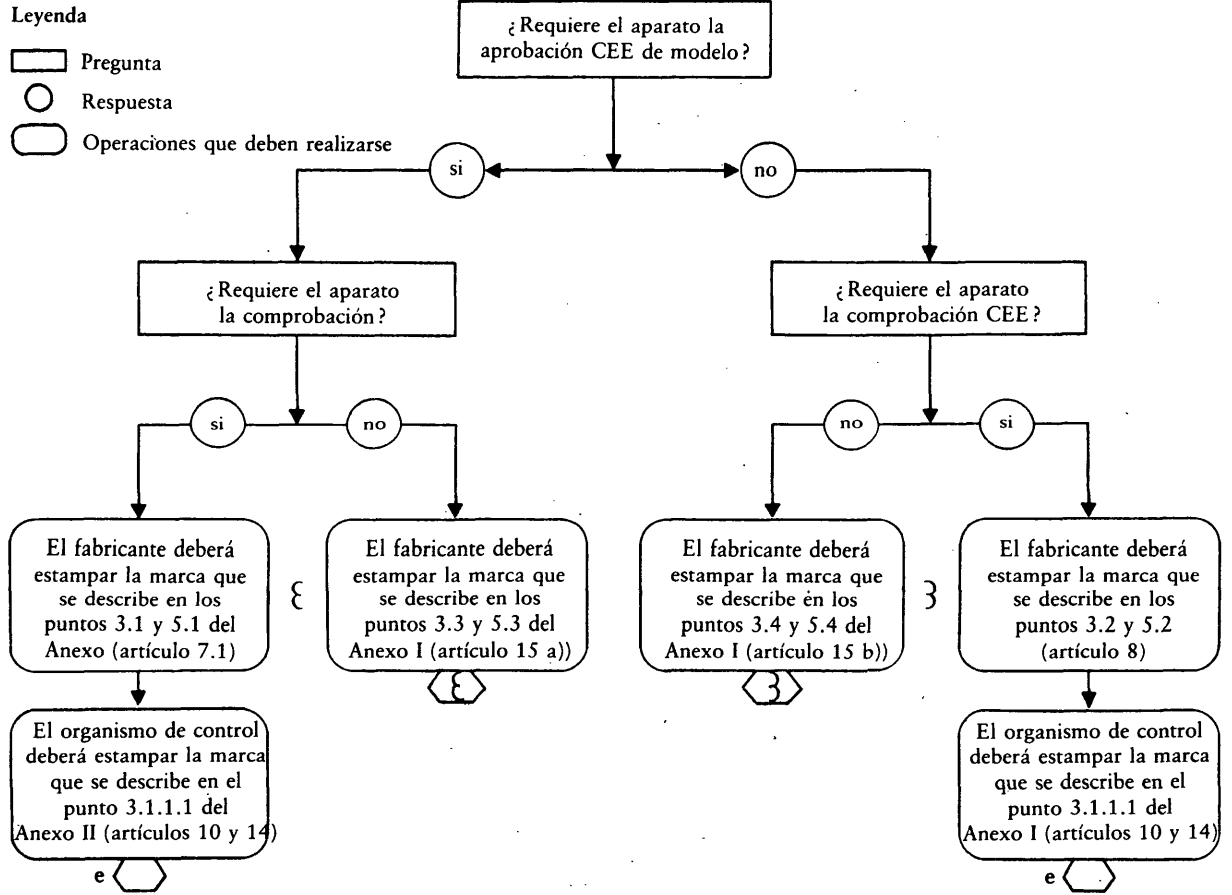 Leyenda
Pregunta
Respuesta
Operaciones que deben realizarse
¿Requiere el aparato la
aprobación CEE de modelo?
si
no
¿Requiere el aparato
la comprobación?
¿Requiere el aparato
la comprobación CEE?
si
no
no
si
El fabricante deberá
estampar la marca que
se describe en los
puntos 3.1 y 5.1 del
Anexo (artículo 7.1)
El fabricante deberá
estampar la marca que
se describe en los
puntos 3.3 y 5.3 del
Anexo I (artículo 15 a))
El fabricante deberá
estampar la marca que
se describe en los
puntos 3.4 y 5.4 del
Anexo I (artículo 15 b))
El fabricante deberá
estampar la marca que
se describe en los
puntos 3.2 y 5.2
(artículo 8)
El organismo de control
deberá estampar la marca
que se describe en el
punto 3.1.1.1 del
Anexo II (artículos 10 y 14)
e
El organismo de control
deberá estampar la marca
que se describe en el
punto 3.1.1.1 del
Anexo I (artículos 10 y 14)
e